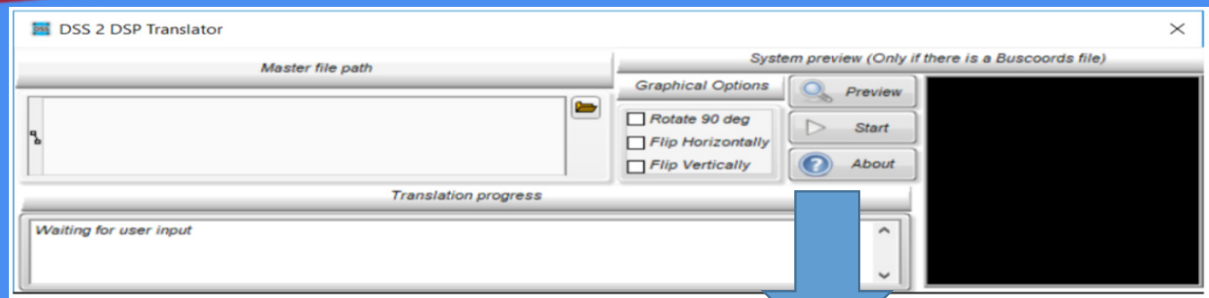 DSS 2 DSP Translator
Master file path
System preview (Only if there is a Buscoords file)
Graphical Options
Preview
Rotate 90 deg
Start
Flip Horizontally
Flip Vertically
About
Translation progress
Waiting for user input